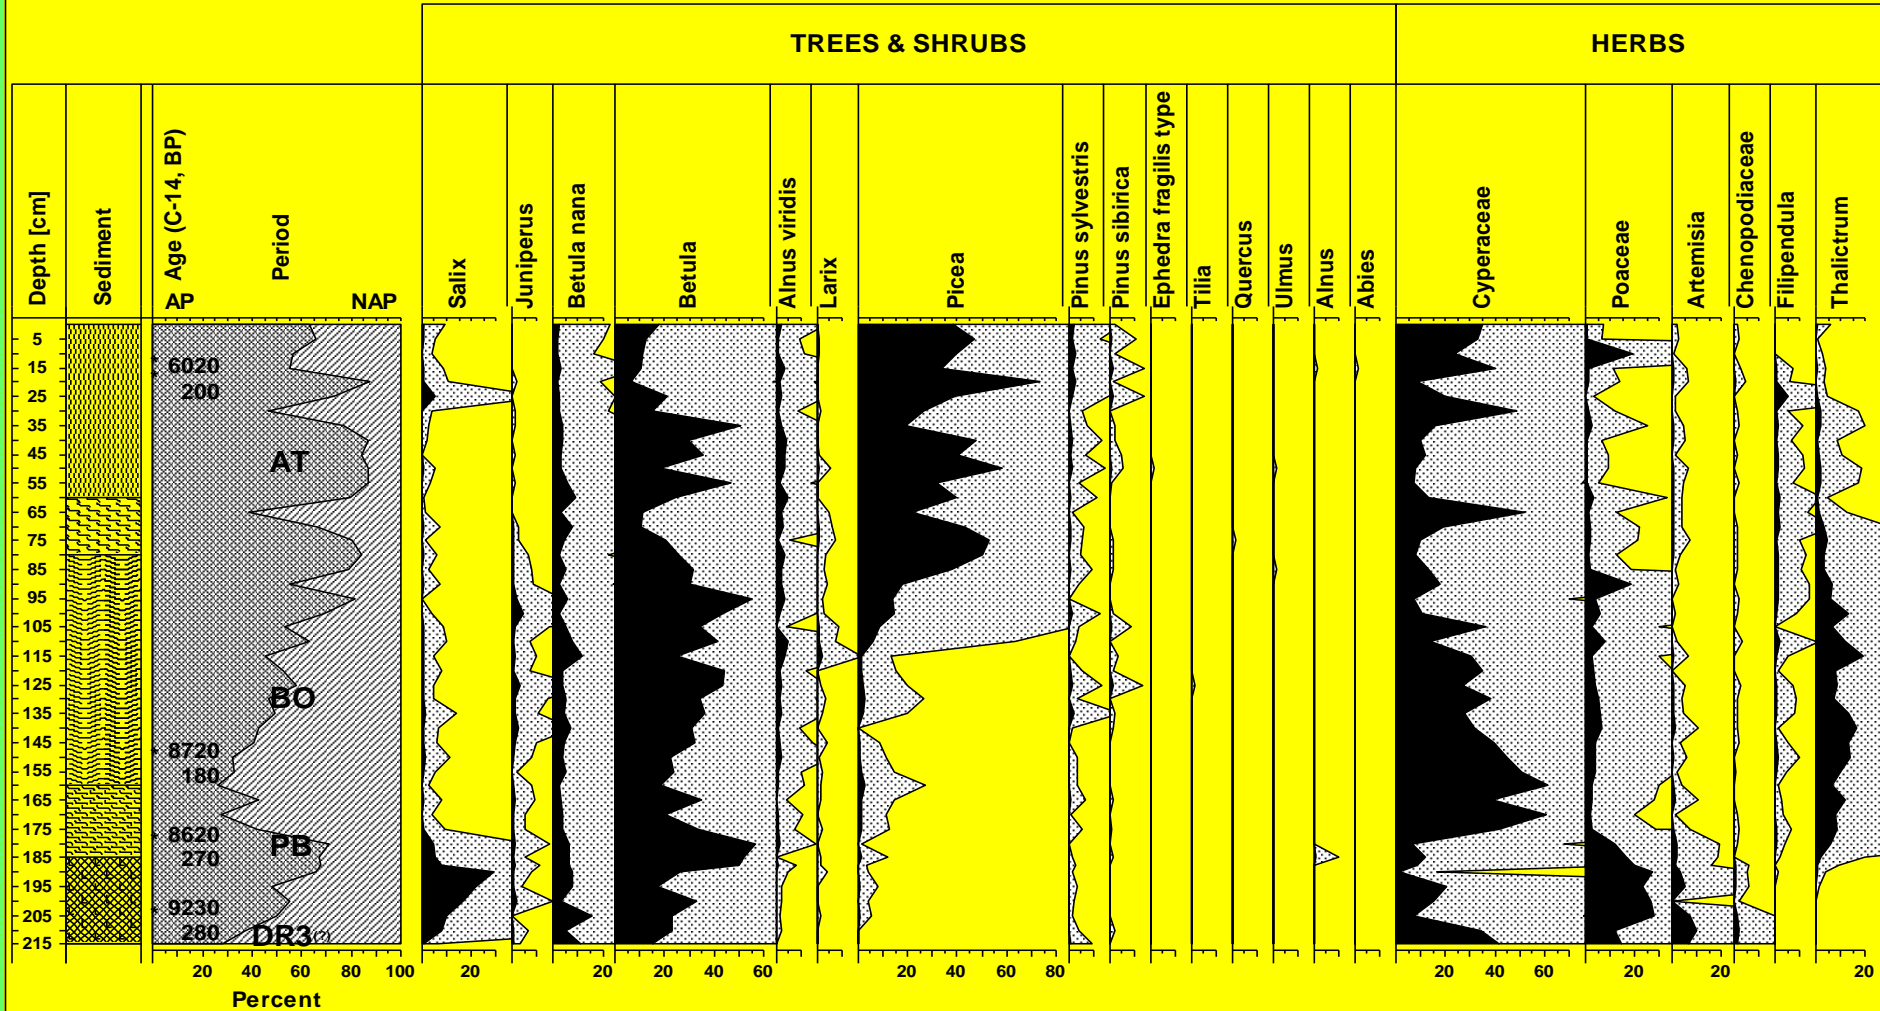 TREES & SHRUBS
HERBS
Depth [cm]
Sediment
Age (C-14, BP)
Period
AP
NAP
Salix
Juniperus
Betula nana
Betula
Alnus viridis
Larix
Picea
Pinus sylvestris
Pinus sibirica
Ephedra fragilis type
Tilia
Quercus
Ulmus
Alnus
Abies
Cyperaceae
Poaceae
Artemisia
Chenopodiaceae
Filipendula
Thalictrum
5
15
25
35
45
55
65
75
85
95
105
115
125
135
145
155
165
175
185
195
205
215
* 6020
* 200
AT
BO
* 8720
180
* 8620
270
PB
* 9230
280
DR3(?)
20 40 60 80 100
20
20
20 40 60
20 40 60 80
20 40 60
20
20
20
Percent